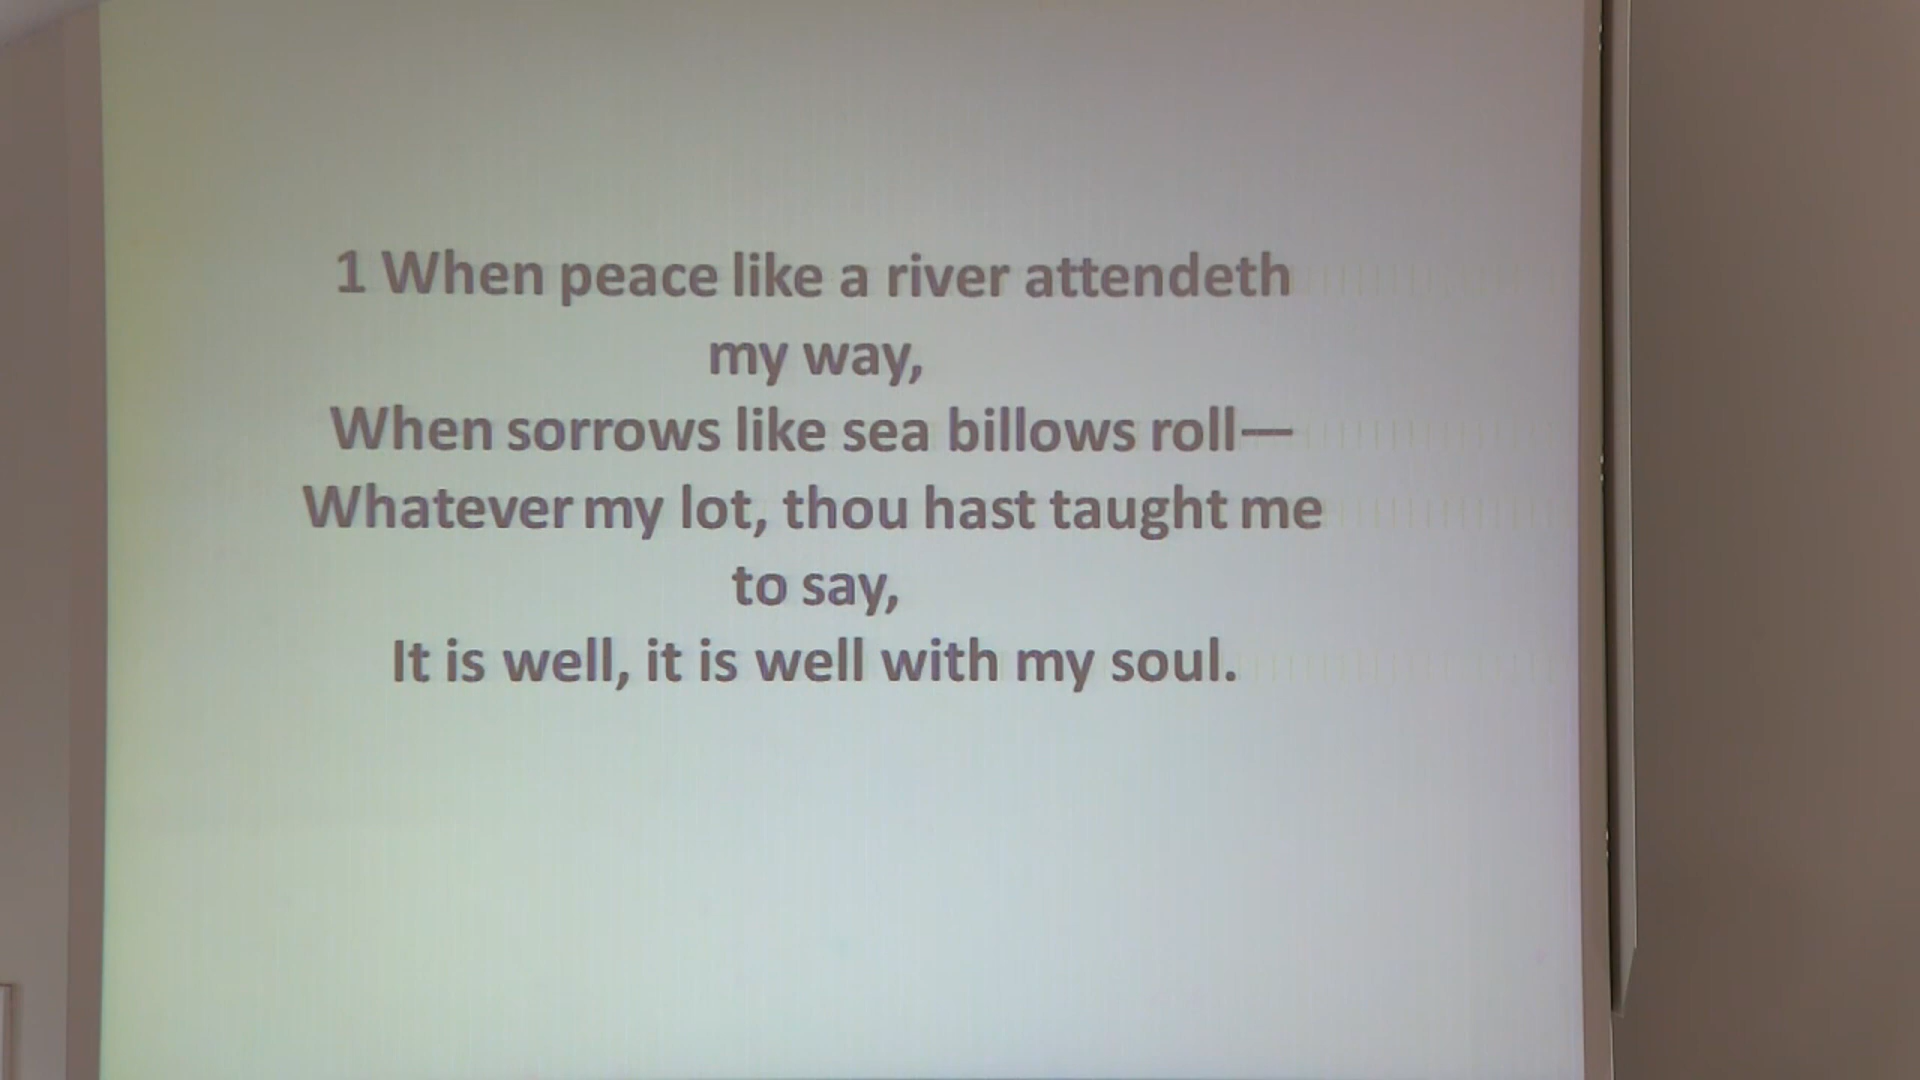 1 When peace like a river attendeth
my way,
When sorrows like sea billows roll—
Whatever my lot, thou hast taught me
to say,
It is well, it is well with my soul.